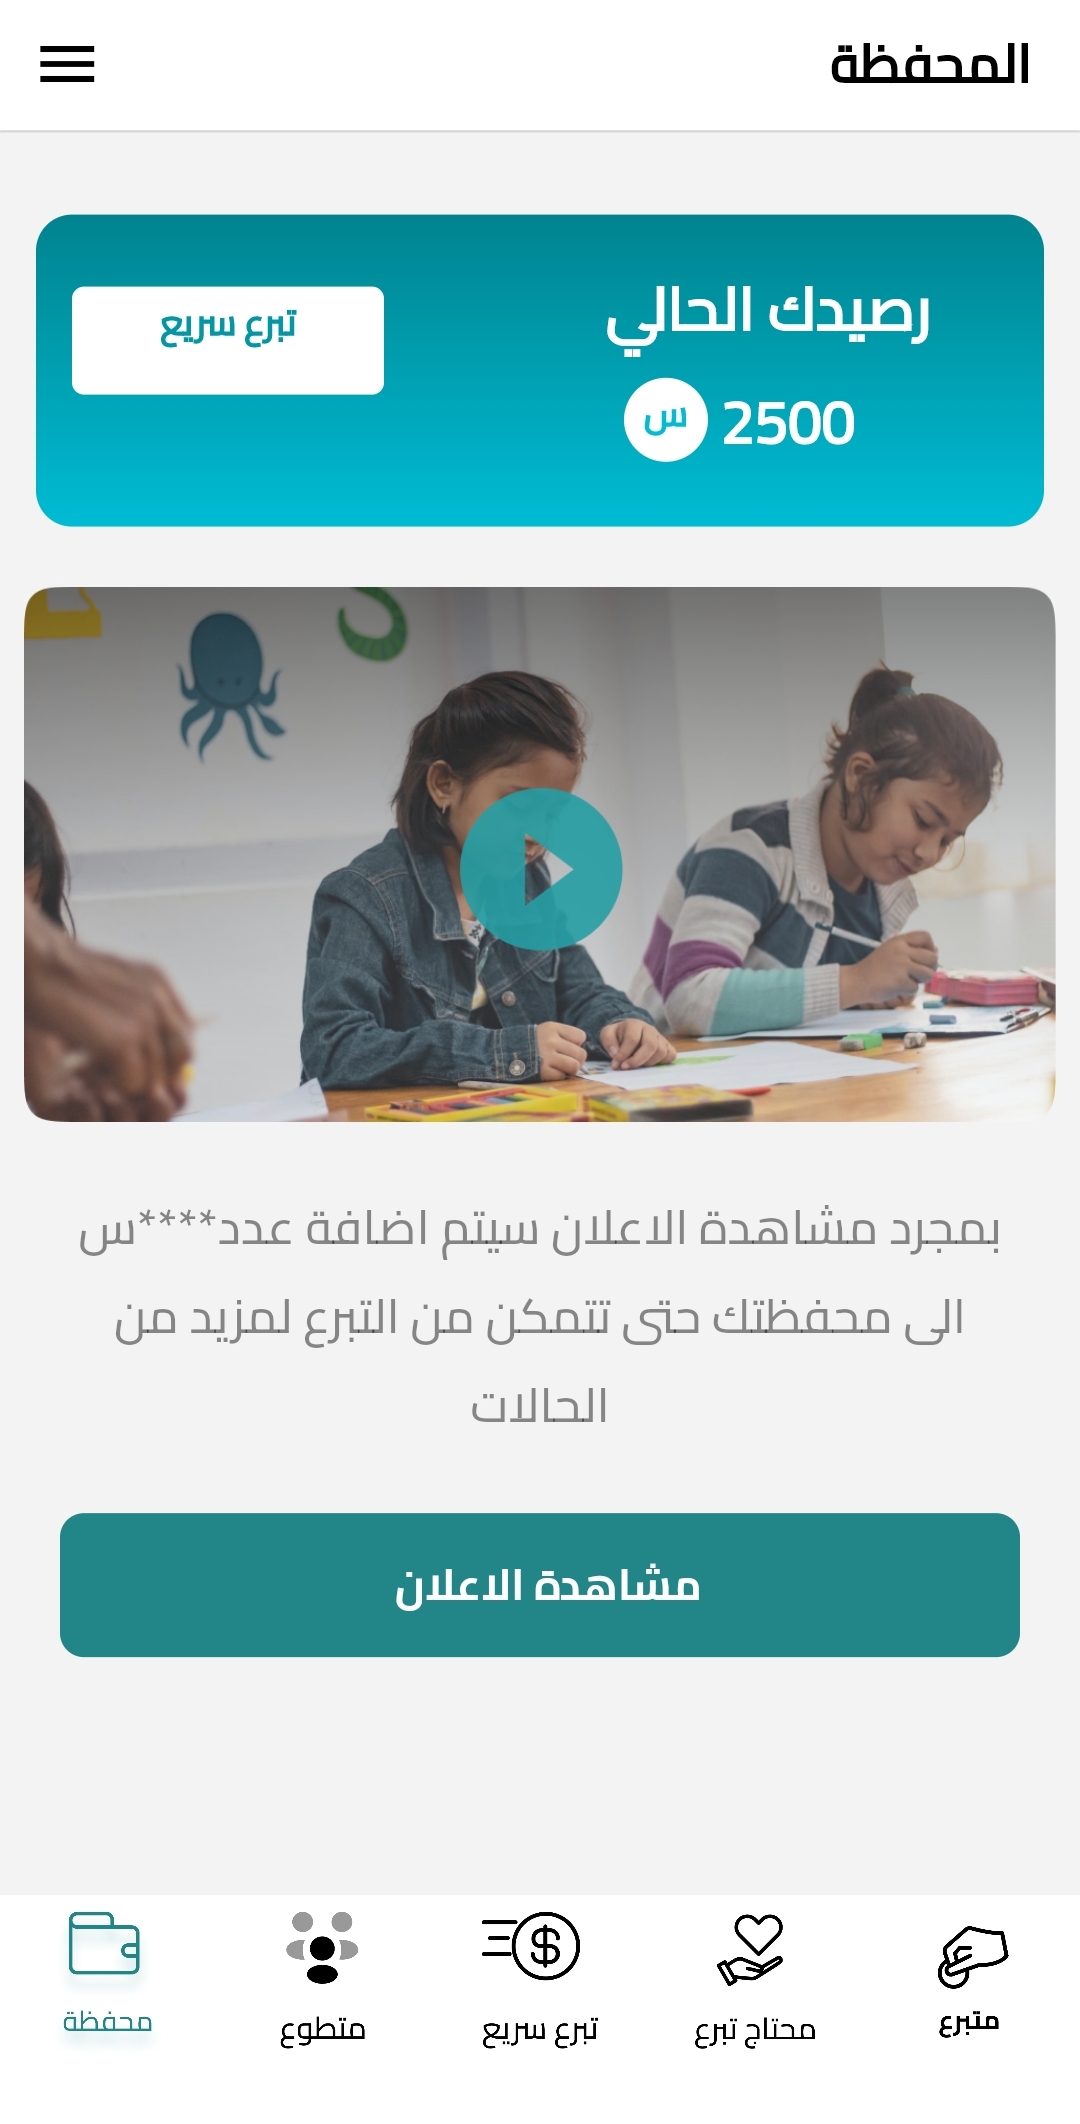 المحفظة
رصيدك الحالي
2500 س
تبرع سريع
بمجرد مشاهدة الاعلان سيتم اضافة عدد****س
الى محفظتك حتى تتمكن من التبرع لمزيد من
الحالات
مشاهدة الاعلان
متبرع
محتاج تبرع
تبرع سريع
متطوع
محفظة